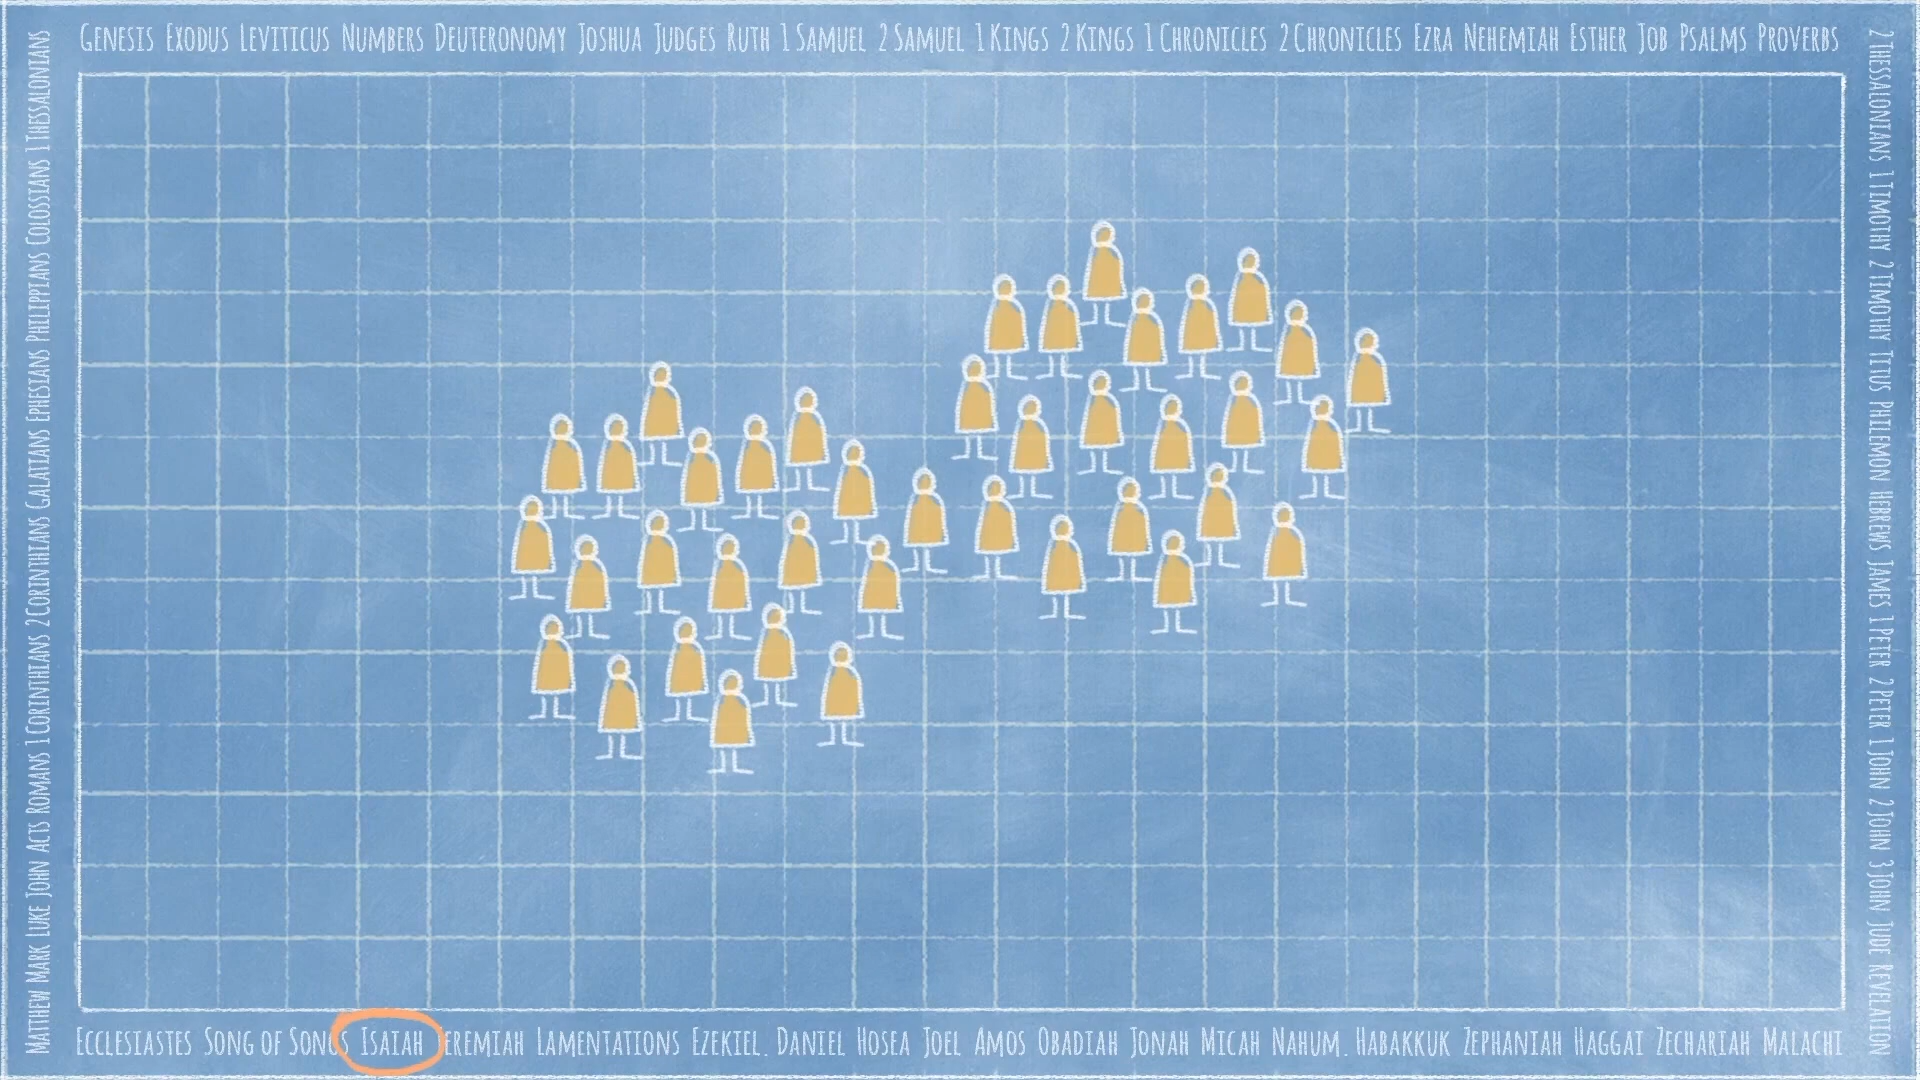 Genesis Exodus Leviticus Numbers Deuteronomy Joshua Judges Ruth 1 Samuel 2 Samuel 1 Kings 2 Kings 1 Chronicles 2 Chronicles Ezra Nehemiah Esther Job Psalms Proverbs
Ecclesiastes Song of Songs Isaiah Jeremiah Lamentations Ezekiel. Daniel Hosea Joel Amos Obadiah Jonah Micah Nahum. Habakkuk Zephaniah Haggai Zechariah Malachi
Matthew Mark Luke John Acts Romans 1 Corinthians 2 Corinthians Galatians Ephesians Philippians Colossians 1 Thessalonians
2 Thessalonians 1 Timothy 2 Timothy Titus Philemon Hebrews James 1 Peter 2 Peter 1 John 2 John 3 John Jude Revelation